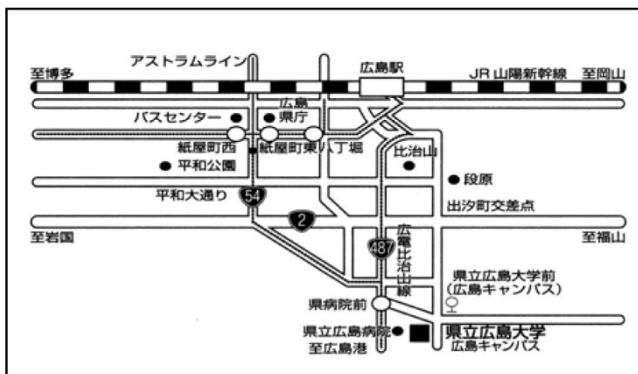 アストラムライン
広島駅
至博多
JR山陽新幹線 至岡山
広島
県庁
バスセンター
紙屋町西
紙屋町東
八丁堀
比治山
平和公園
段原
平和大通り
54
出汐町交差点
2
至岩国
487
広電比治山線
至福山
県立広島大学前
(広島キャンパス)
県病院前
県立広島病院
県立広島大学
広島キャンパス
至広島港